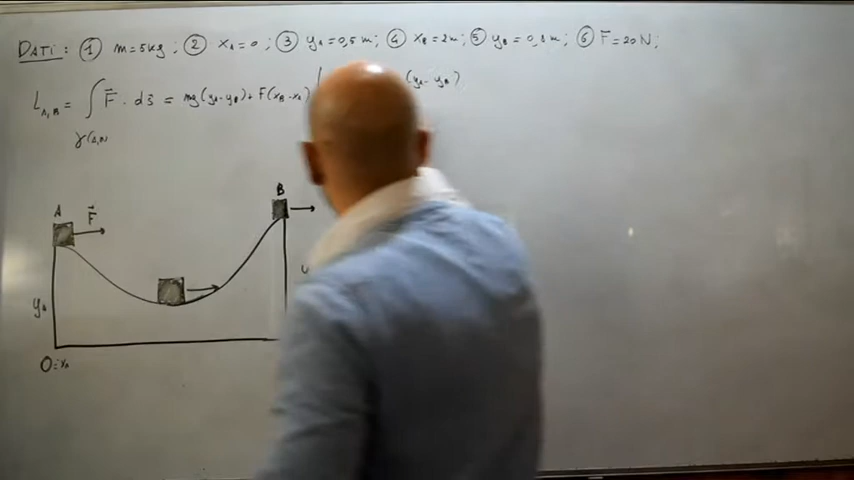 DATI: ① m=5kg; ② x_A=0; ③ y_A=0,5m; ④ x_B=2m; ⑤ y_B=0,8m; ⑥ F=20N;
L_A,B = ∫ F⃗ · ds⃗ = mg(y_A-y_B)+F(x_B-x_A) (y_A-y_B)
γ(A,B)
B
A F⃗
y_A
O=x_A